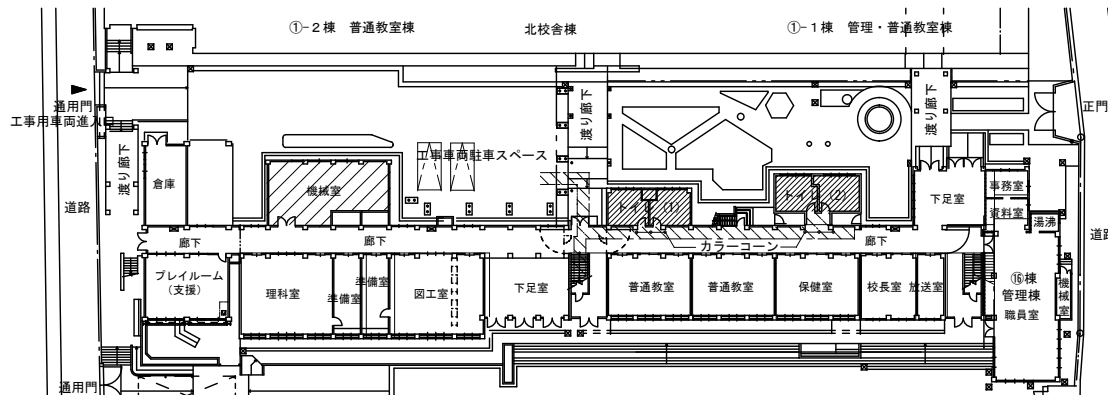 ①-2棟 普通教室棟
北校舎棟
①-1棟 管理・普通教室棟
通用門
工事用車両進入口
渡り廊下
渡り廊下
渡り廊下
正門
工事車両駐車スペース
倉庫
機械室
トイレ(1)
トイレ(2)
下足室
事務室
資料室
湯沸
道路
道路
廊下
廊下
カラーコーン
廊下
プレイルーム
(支援)
理科室
準備室
準備室
図工室
下足室
普通教室
普通教室
保健室
校長室
放送室
⑯棟
管理棟
職員室
機械室
通用門